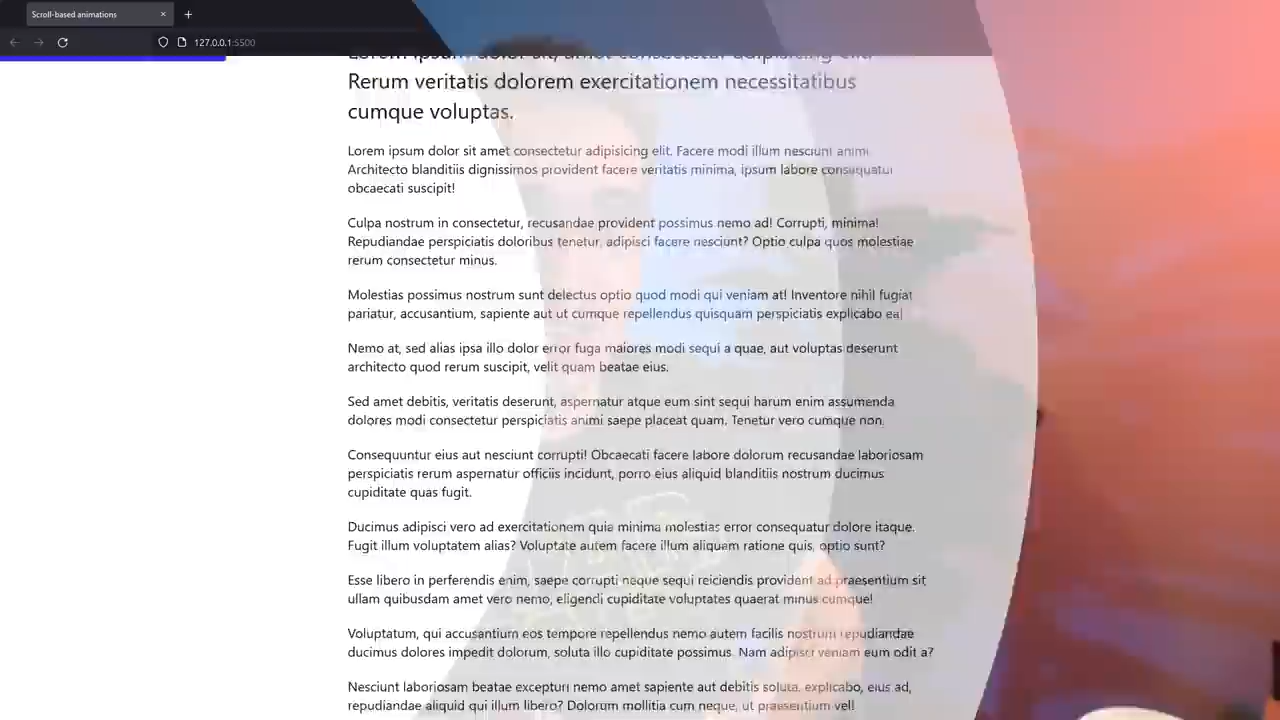 Scroll-based animations
127.0.0.1:5500
Lorem ipsum dolor sit, amet consectetur adipisicing elit.
Rerum veritatis dolorem exercitationem necessitatibus
cumque voluptas.
Lorem ipsum dolor sit amet consectetur adipisicing elit. Facere modi illum nesciunt animi
Architecto blanditiis dignissimos provident facere veritatis minima, ipsum labore consequatur
obcaecati suscipit!
Culpa nostrum in consectetur, recusandae provident possimus nemo ad! Corrupti, minima!
Repudiandae perspiciatis doloribus tenetur, adipisci facere nesciunt? Optio culpa quos molestiae
rerum consectetur minus.
Molestias possimus nostrum sunt delectus optio quod modi qui veniam at! Inventore nihil fugiat
pariatur, accusantium, sapiente aut ut cumque repellendus quisquam perspiciatis explicabo ea!
Nemo at, sed alias ipsa illo dolor error fuga maiores modi sequi a quae, aut voluptas deserunt
architecto quod rerum suscipit, velit quam beatae eius.
Sed amet debitis, veritatis deserunt, aspernatur atque eum sint sequi harum enim assumenda
dolores modi consectetur perspiciatis animi saepe placeat quam. Tenetur vero cumque non.
Consequuntur eius aut nesciunt corrupti! Obcaecati facere labore dolorum recusandae laboriosam
perspiciatis rerum aspernatur officiis incidunt, porro eius aliquid blanditiis nostrum ducimus
cupiditate quas fugit.
Ducimus adipisci vero ad exercitationem quia minima molestias error consequatur dolore itaque.
Fugit illum voluptatem alias? Voluptate autem facere illum aliquam ratione quis, optio sunt?
Esse libero in perferendis enim, saepe corrupti neque sequi reiciendis provident ad praesentium sit
ullam quibusdam amet vero nemo, eligendi cupiditate voluptates quaerat minus cumque!
Voluptatum, qui accusantium eos tempore repellendus nemo autem facilis nostrum repudiandae
ducimus dolores impedit dolorum, soluta illo cupiditate possimus. Nam adipisci veniam eum odit a?
Nesciunt laboriosam beatae excepturi nemo amet sapiente aut debitis soluta, explicabo, eius ad,
repudiandae aliquid qui illum libero? Dolorum mollitia cum neque, ut praesentium vel!